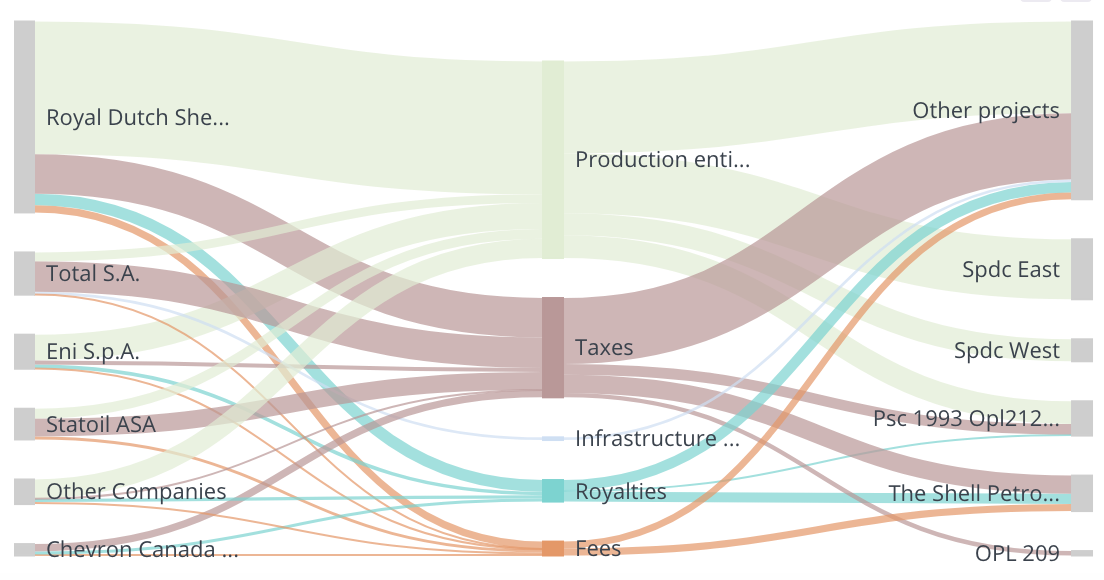 Royal Dutch She...
Total S.A.
Eni S.p.A.
Statoil ASA
Other Companies
Chevron Canada ...
Production enti...
Taxes
Infrastructure ...
Royalties
Fees
Other projects
Spdc East
Spdc West
Psc 1993 Opl212...
The Shell Petro...
OPL 209